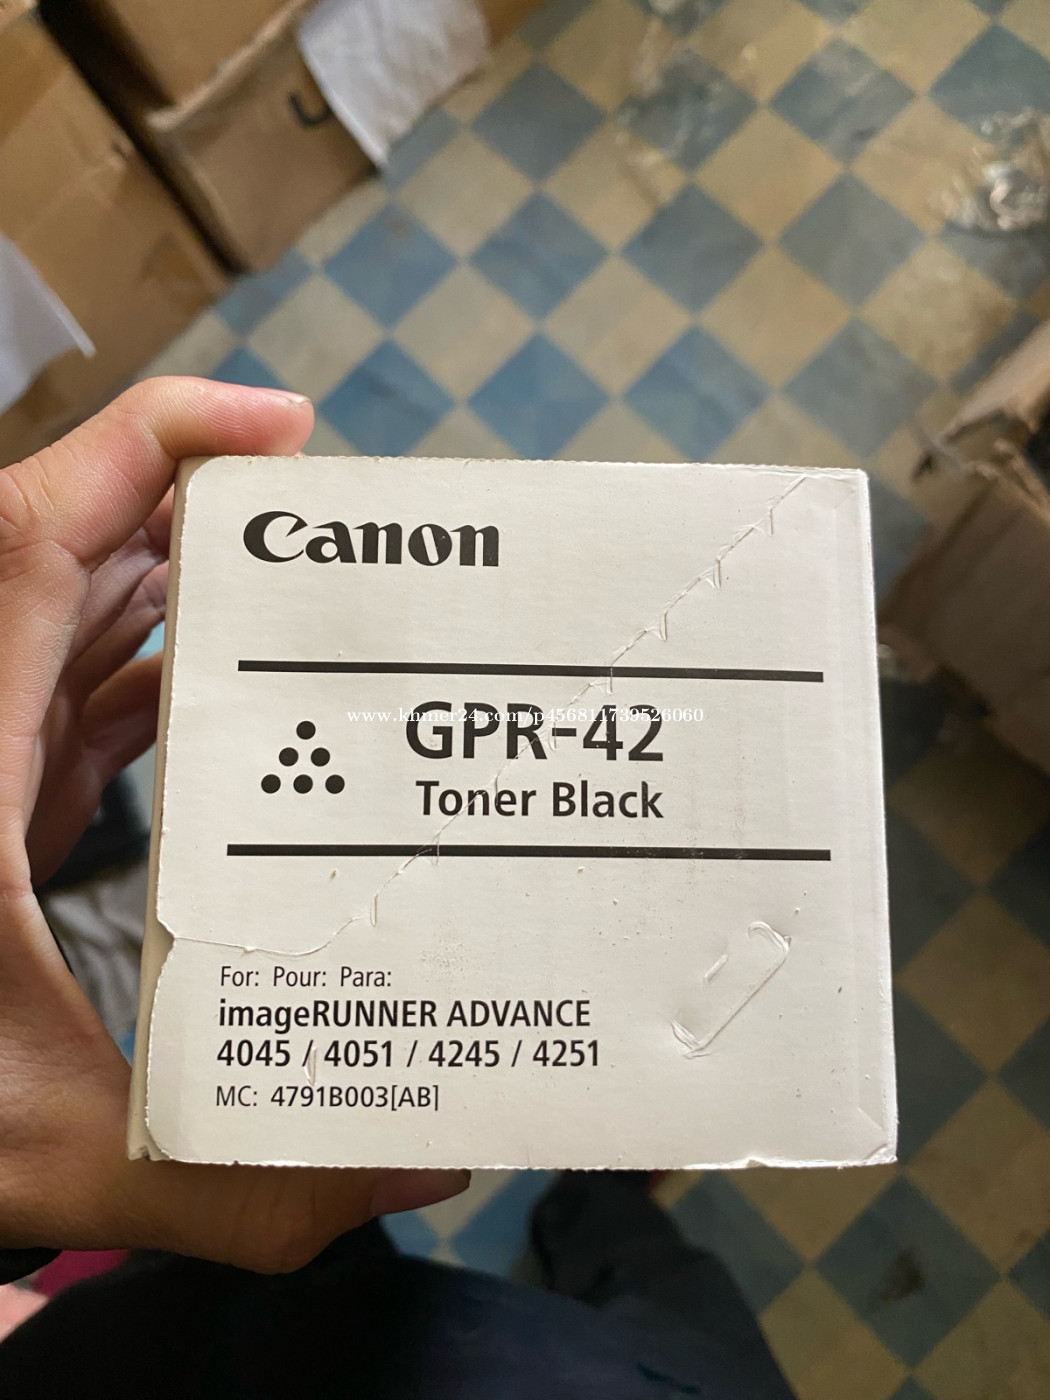 Canon
www.khmer24.com/p456811739526060
GPR-42
Toner Black
For: Pour: Para:
imageRUNNER ADVANCE
4045 / 4051 / 4245 / 4251
MC: 4791B003[AB]